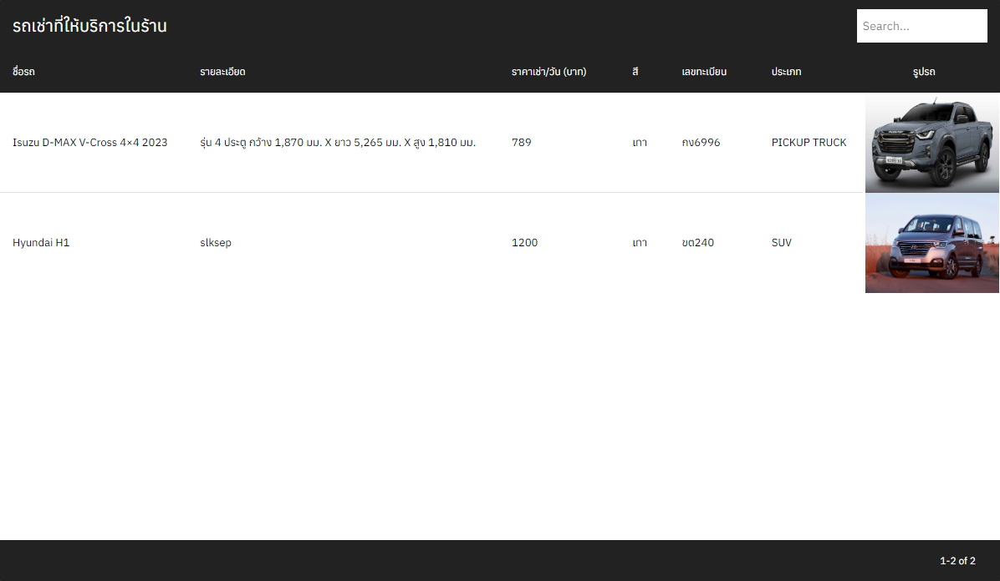 รถเช่าที่ให้บริการในร้าน Search...
ชื่อรถ รายละเอียด ราคาเช่า/วัน (บาท) สี เลขทะเบียน ประเภท รูปรถ
Isuzu D-MAX V-Cross 4×4 2023 รุ่น 4 ประตู กว้าง 1,870 มม. X ยาว 5,265 มม. X สูง 1,810 มม. 789 เทา กง6996 PICKUP TRUCK
Hyundai H1 slksep 1200 เทา ขต240 SUV
1-2 of 2